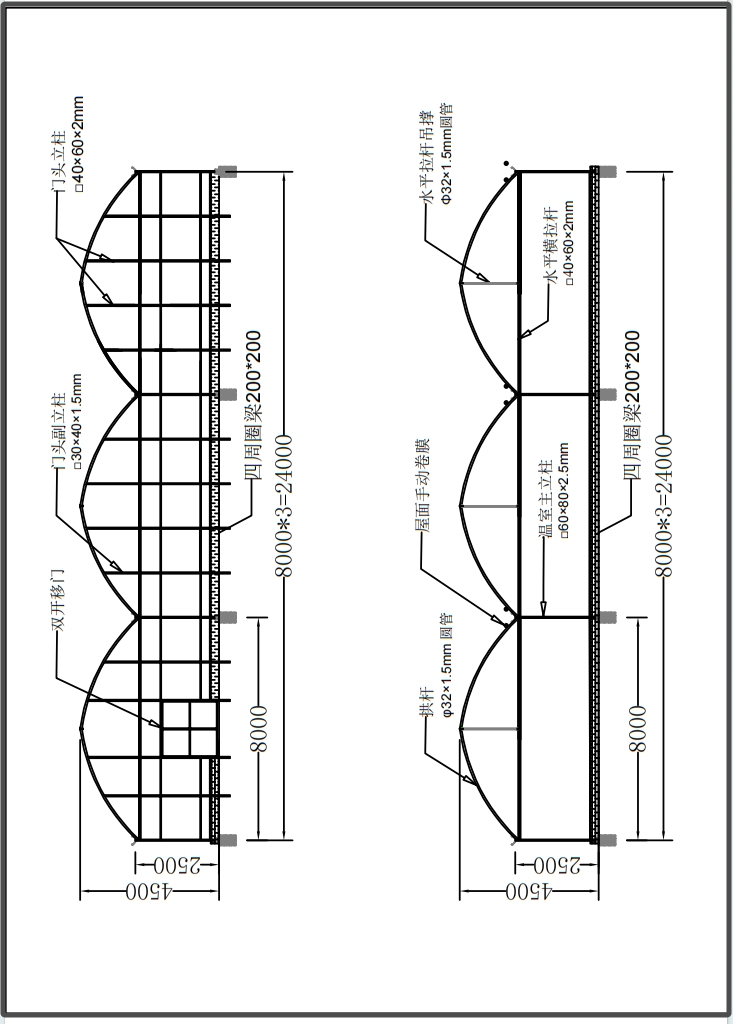 双开移门
门头副立柱
□30×40×1.5mm
门头立柱
□40×60×2mm
四周圈梁200*200
8000
8000*3=24000
2500
4500
拱杆
φ32×1.5mm 圆管
屋面手动卷膜
水平拉杆吊撑
Φ32×1.5mm圆管
温室主立柱
□60×80×2.5mm
水平横拉杆
□40×60×2mm
四周圈梁200*200
8000
8000*3=24000
2500
4500